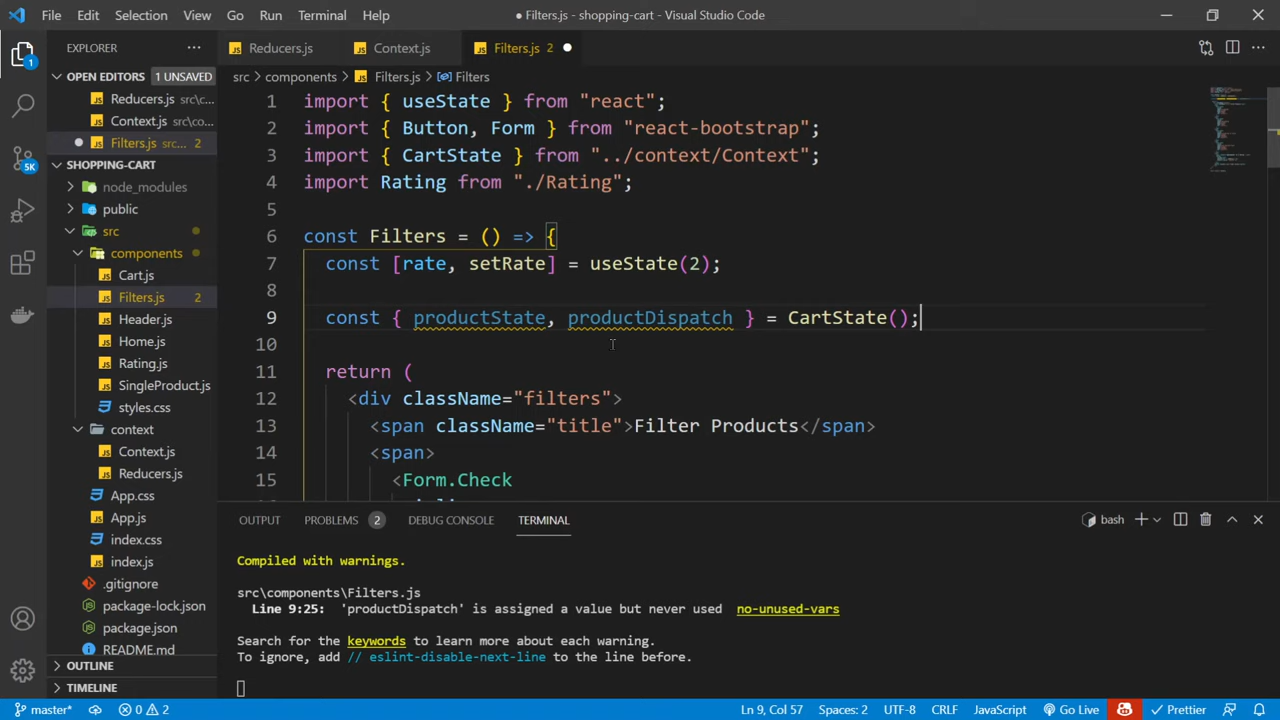 File Edit Selection View Go Run Terminal Help
● Filters.js - shopping-cart - Visual Studio Code
EXPLORER
OPEN EDITORS 1 UNSAVED
Reducers.js src\c...
Context.js src\co...
Filters.js src... 2
SHOPPING-CART
node_modules
public
src
components
Cart.js
Filters.js 2
Header.js
Home.js
Rating.js
SingleProduct.js
styles.css
context
Context.js
Reducers.js
App.css
App.js
index.css
index.js
.gitignore
package-lock.json
package.json
README.md
OUTLINE
TIMELINE
1
5K
Reducers.js
Context.js
Filters.js 2
src > components > Filters.js > Filters
1 import { useState } from "react";
2 import { Button, Form } from "react-bootstrap";
3 import { CartState } from "../context/Context";
4 import Rating from "./Rating";
5
6 const Filters = () => {
7 const [rate, setRate] = useState(2);
8
9 const { productState, productDispatch } = CartState();
10
11 return (
12 <div className="filters">
13 <span className="title">Filter Products</span>
14 <span>
15 <Form.Check
OUTPUT PROBLEMS 2 DEBUG CONSOLE TERMINAL
bash
Compiled with warnings.
src\components\Filters.js
Line 9:25: 'productDispatch' is assigned a value but never used no-unused-vars
Search for the keywords to learn more about each warning.
To ignore, add // eslint-disable-next-line to the line before.
master* 0 2 Ln 9, Col 57 Spaces: 2 UTF-8 CRLF JavaScript Go Live Prettier